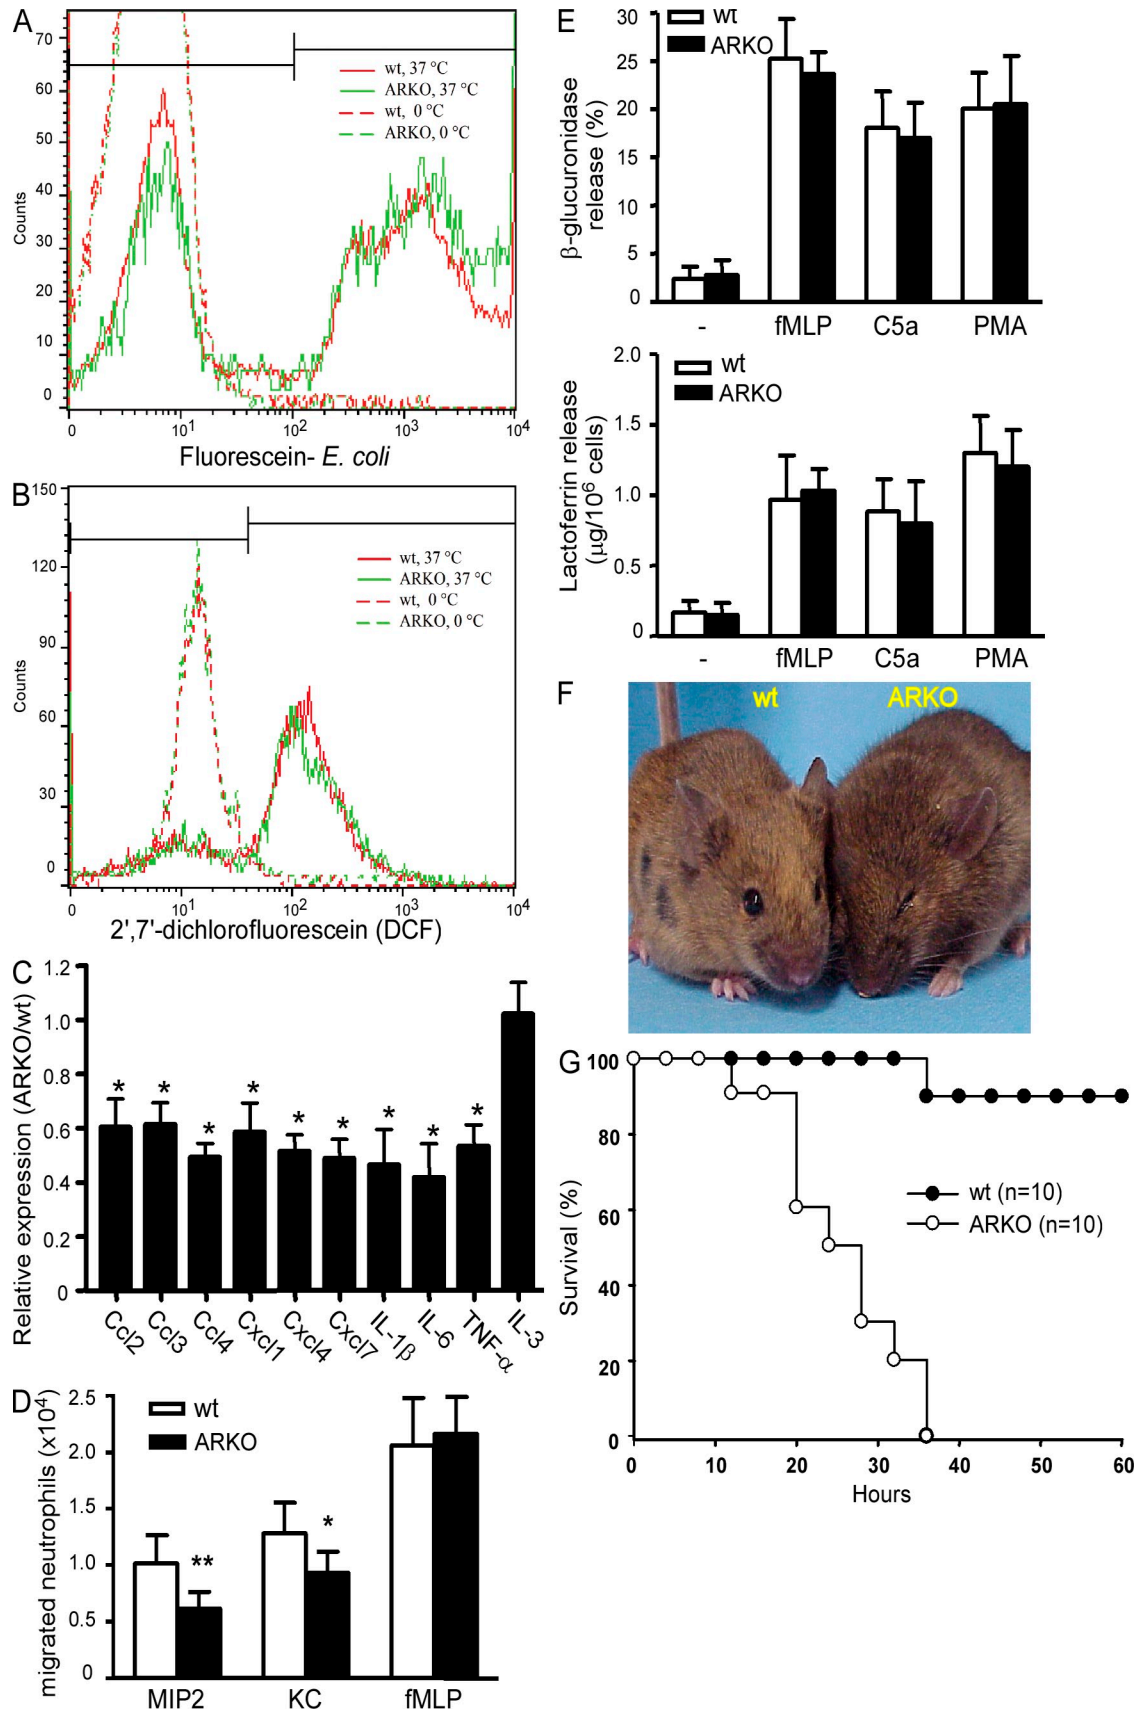 A
70
60
50
40
30
20
10
0
Counts
wt, 37 °C
ARKO, 37 °C
wt, 0 °C
ARKO, 0 °C
0 10¹ 10² 10³ 10⁴
Fluorescein- E. coli
B
150
120
90
60
30
0
Counts
wt, 37 °C
ARKO, 37 °C
wt, 0 °C
ARKO, 0 °C
0 10¹ 10² 10³ 10⁴
2',7'-dichlorofluorescein (DCF)
C
Relative expression (ARKO/wt)
1.2
1.0
0.8
0.6
0.4
0.2
0
* * * * * * * * *
Ccl2 Ccl3 Ccl4 Cxcl1 Cxcl4 Cxcl7 IL-1β IL-6 TNF-α IL-3
D
migrated neutrophils (x10⁴)
2.5
2.0
1.5
1.0
0.5
0
wt
ARKO
** *
MIP2 KC fMLP
E
β-glucuronidase
release (%)
30
25
20
15
10
5
0
wt
ARKO
- fMLP C5a PMA
Lactoferrin release
(μg/10⁶ cells)
2.0
1.5
1.0
0.5
0
wt
ARKO
- fMLP C5a PMA
F
wt ARKO
G
Survival (%)
100
80
60
40
20
0
wt (n=10)
ARKO (n=10)
0 10 20 30 40 50 60
Hours